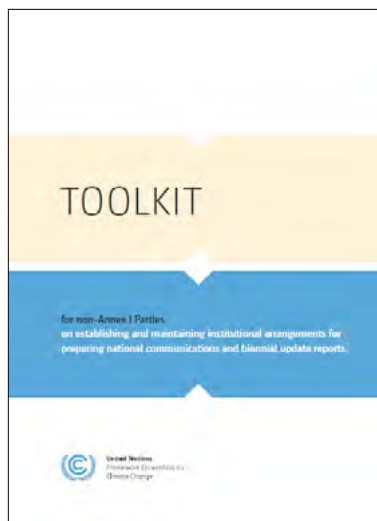 TOOLKIT
for non-Annex I Parties
on establishing and maintaining institutional arrangements for
preparing national communications and biennial update reports.
United Nations
Framework Convention on
Climate Change